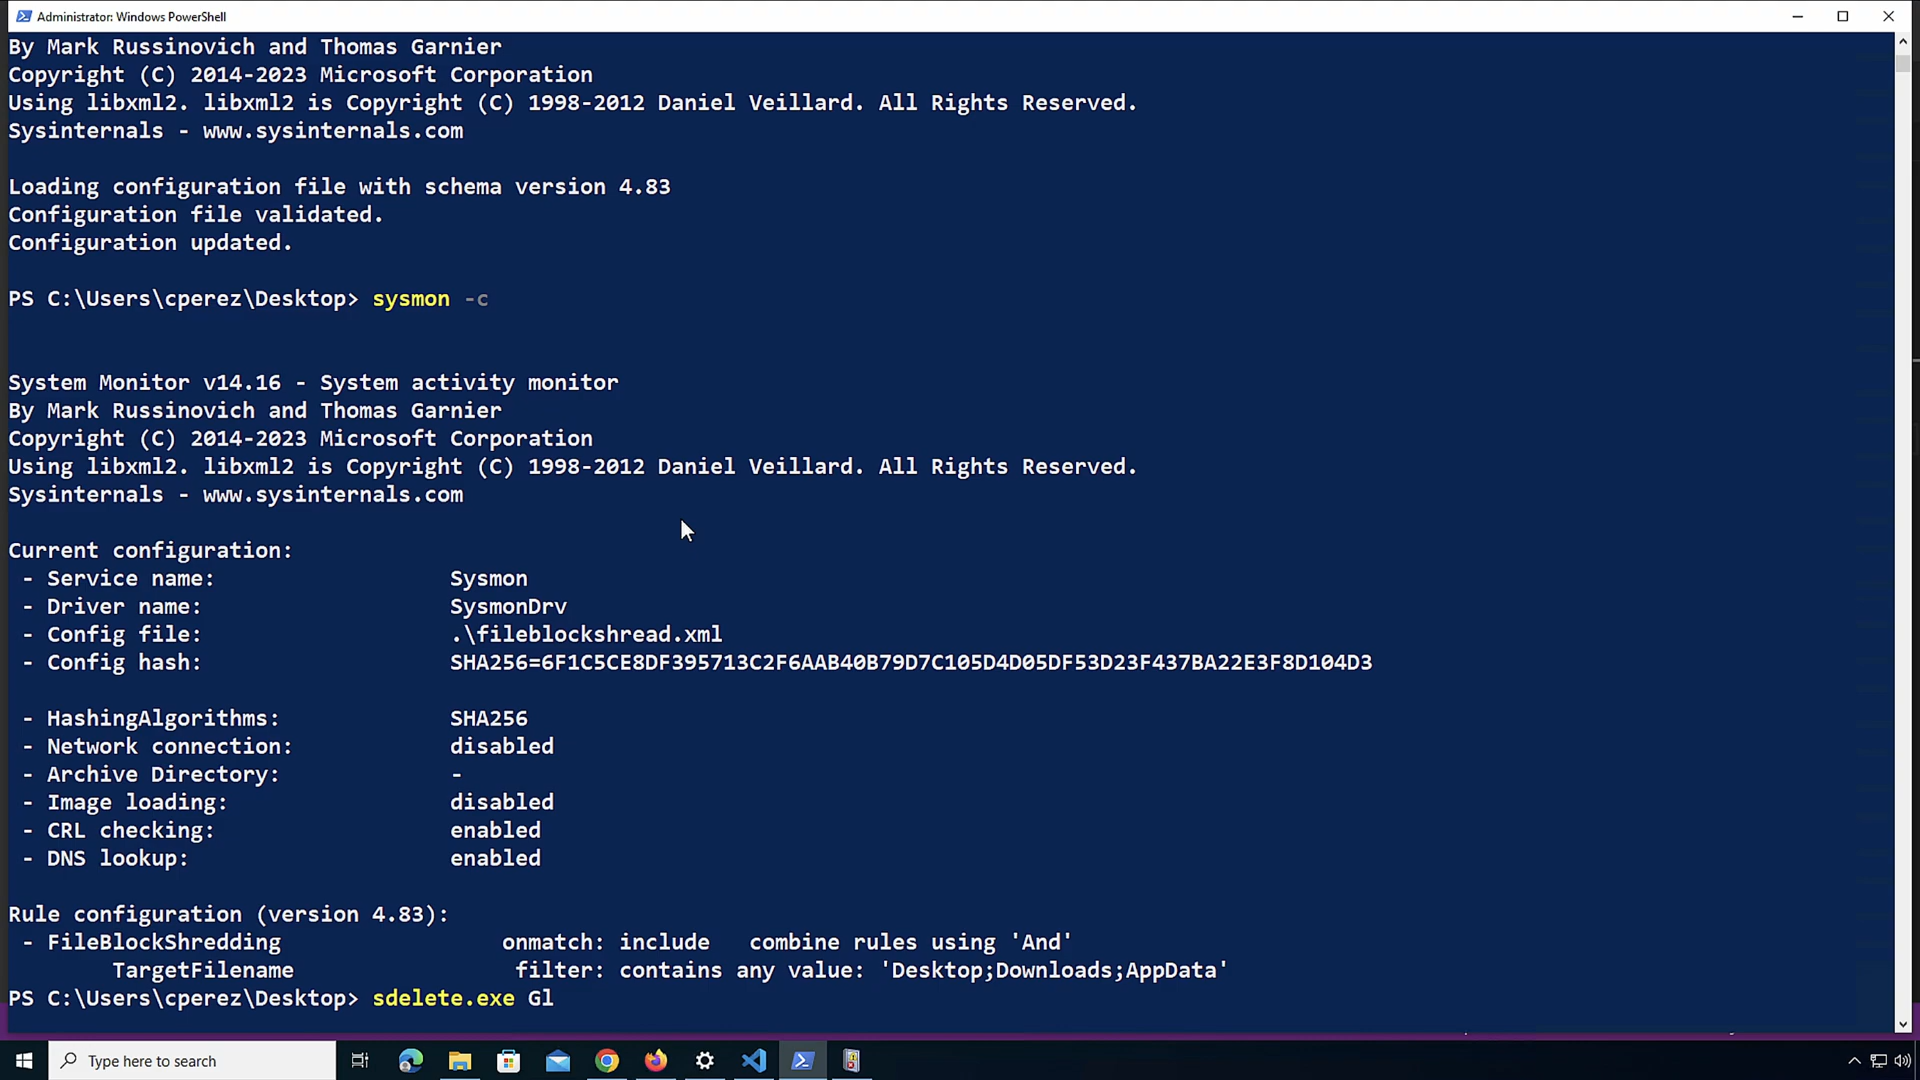 Administrator: Windows PowerShell
By Mark Russinovich and Thomas Garnier
Copyright (C) 2014-2023 Microsoft Corporation
Using libxml2. libxml2 is Copyright (C) 1998-2012 Daniel Veillard. All Rights Reserved.
Sysinternals - www.sysinternals.com
Loading configuration file with schema version 4.83
Configuration file validated.
Configuration updated.
PS C:\Users\cperez\Desktop> sysmon -c
System Monitor v14.16 - System activity monitor
By Mark Russinovich and Thomas Garnier
Copyright (C) 2014-2023 Microsoft Corporation
Using libxml2. libxml2 is Copyright (C) 1998-2012 Daniel Veillard. All Rights Reserved.
Sysinternals - www.sysinternals.com
Current configuration:
- Service name: Sysmon
- Driver name: SysmonDrv
- Config file: .\fileblockshread.xml
- Config hash: SHA256=6F1C5CE8DF395713C2F6AAB40B79D7C105D4D05DF53D23F437BA22E3F8D104D3
- HashingAlgorithms: SHA256
- Network connection: disabled
- Archive Directory: -
- Image loading: disabled
- CRL checking: enabled
- DNS lookup: enabled
Rule configuration (version 4.83):
- FileBlockShredding onmatch: include combine rules using 'And'
TargetFilename filter: contains any value: 'Desktop;Downloads;AppData'
PS C:\Users\cperez\Desktop> sdelete.exe Gl
Type here to search